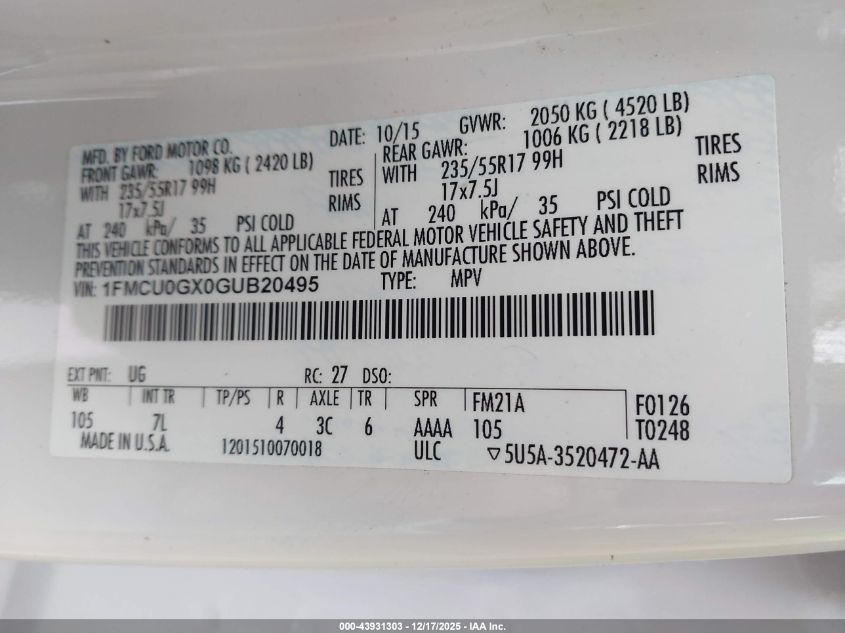 MFD. BY FORD MOTOR CO. DATE: 10/15 GVWR: 2050 KG ( 4520 LB)
FRONT GAWR: 1098 KG ( 2420 LB) REAR GAWR: 1006 KG ( 2218 LB)
WITH 235/55R17 99H TIRES WITH 235/55R17 99H TIRES
17x7.5J RIMS 17x7.5J RIMS
AT 240 kPa/ 35 PSI COLD AT 240 kPa/ 35 PSI COLD
THIS VEHICLE CONFORMS TO ALL APPLICABLE FEDERAL MOTOR VEHICLE SAFETY AND THEFT
PREVENTION STANDARDS IN EFFECT ON THE DATE OF MANUFACTURE SHOWN ABOVE.
VIN: 1FMCU0GX0GUB20495 TYPE: MPV
EXT PNT: UG RC: 27 DSO:
WB INT TR TP/PS R AXLE TR SPR FM21A F0126
105 7L 4 3C 6 AAAA 105 T0248
MADE IN U.S.A. 1201510070018 ULC ▽5U5A-3520472-AA
000-43931303 - 12/17/2025 - IAA Inc.